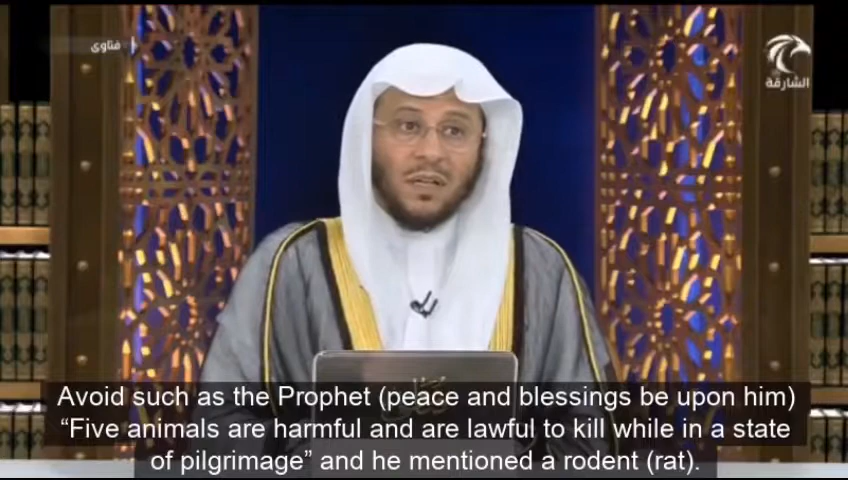 فتاوى
الشارقة
Avoid such as the Prophet (peace and blessings be upon him)
“Five animals are harmful and are lawful to kill while in a state
of pilgrimage” and he mentioned a rodent (rat).